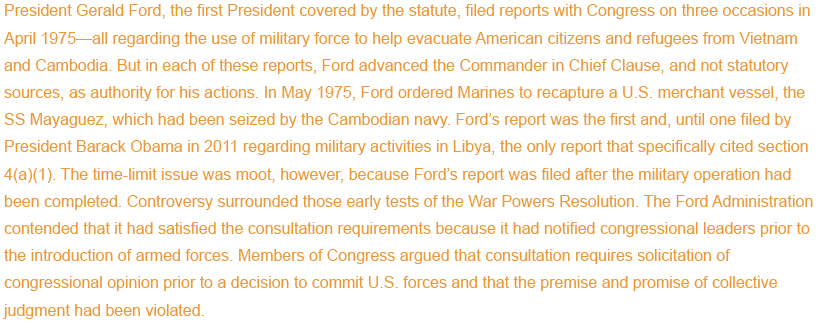 President Gerald Ford, the first President covered by the statute, filed reports with Congress on three occasions in
April 1975—all regarding the use of military force to help evacuate American citizens and refugees from Vietnam
and Cambodia. But in each of these reports, Ford advanced the Commander in Chief Clause, and not statutory
sources, as authority for his actions. In May 1975, Ford ordered Marines to recapture a U.S. merchant vessel, the
SS Mayaguez, which had been seized by the Cambodian navy. Ford’s report was the first and, until one filed by
President Barack Obama in 2011 regarding military activities in Libya, the only report that specifically cited section
4(a)(1). The time-limit issue was moot, however, because Ford’s report was filed after the military operation had
been completed. Controversy surrounded those early tests of the War Powers Resolution. The Ford Administration
contended that it had satisfied the consultation requirements because it had notified congressional leaders prior to
the introduction of armed forces. Members of Congress argued that consultation requires solicitation of
congressional opinion prior to a decision to commit U.S. forces and that the premise and promise of collective
judgment had been violated.